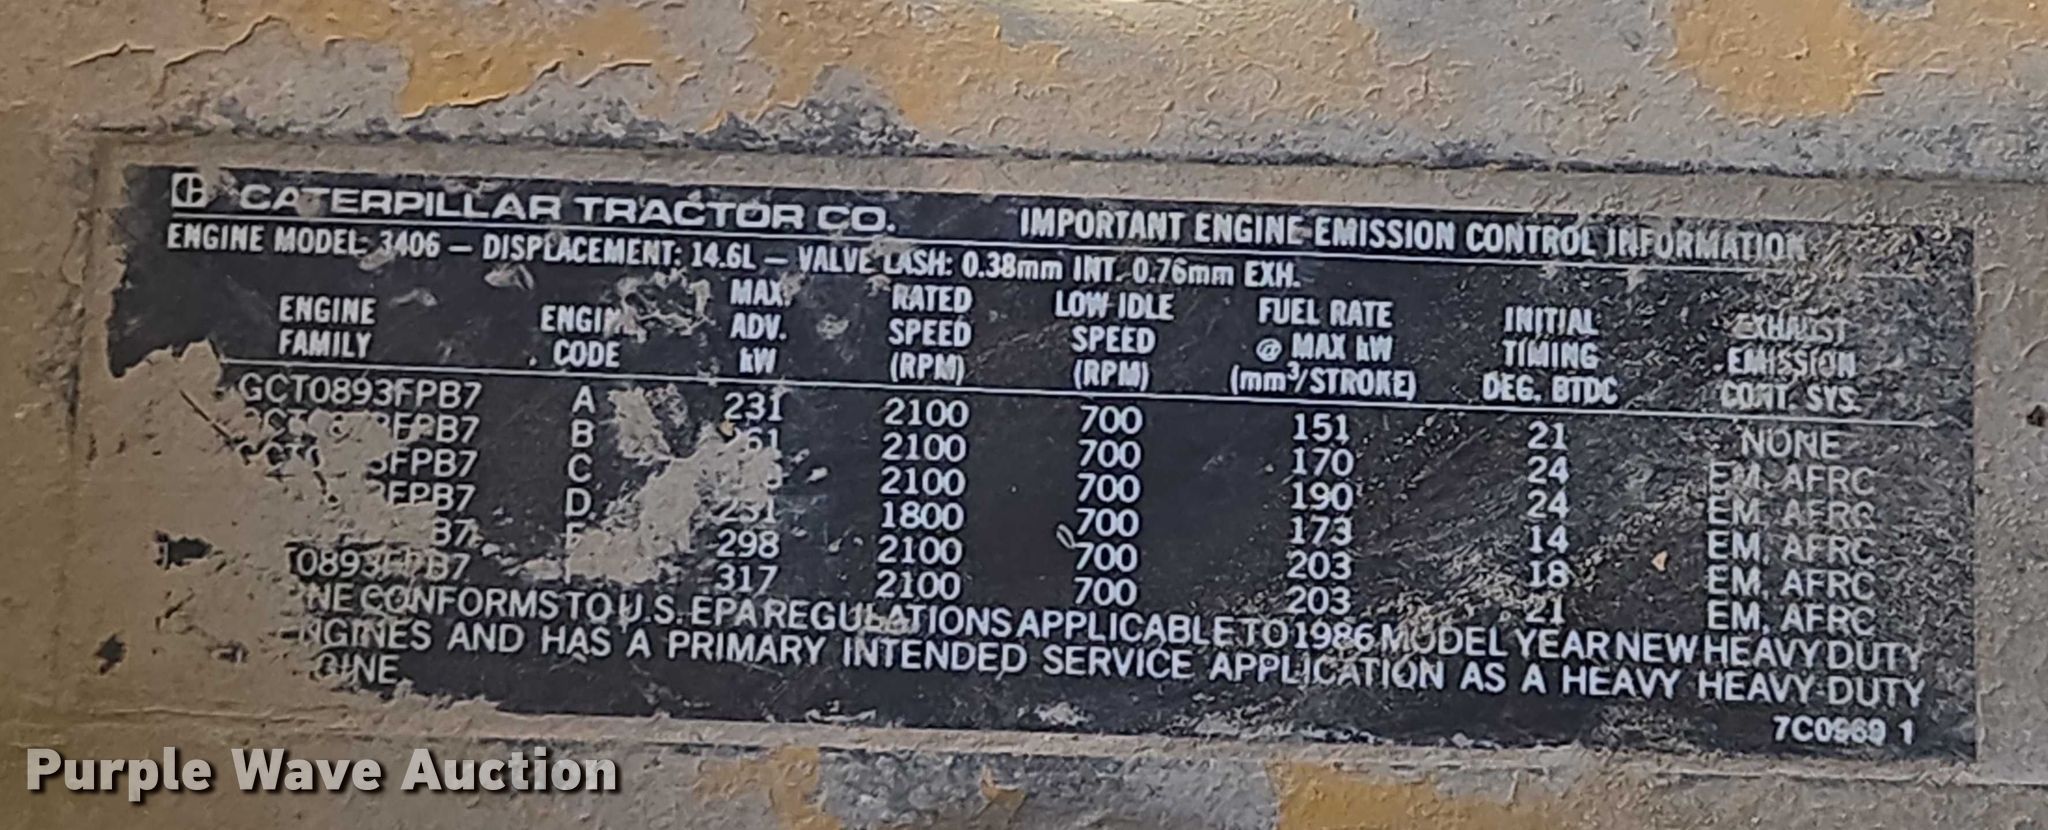 CATERPILLAR TRACTOR CO. IMPORTANT ENGINE EMISSION CONTROL INFORMATION
ENGINE MODEL: 3406 — DISPLACEMENT: 14.6L — VALVE LASH: 0.38mm INT. 0.76mm EXH.
ENGINE FAMILY ENGINE CODE MAX. ADV. kW RATED SPEED (RPM) LOW IDLE SPEED (RPM) FUEL RATE @ MAX kW (mm³/STROKE) INITIAL TIMING DEG. BTDC EXHAUST EMISSION CONT. SYS.
GCT0893FPB7 A 231 2100 700 151 21 NONE
B 2100 700 170 24 EM, AFRC
C 2100 700 190 24 EM, AFRC
D 1800 700 173 14 EM, AFRC
298 2100 700 203 18 EM, AFRC
317 2100 700 203 21 EM, AFRC
CONFORMS TO U.S. EPA REGULATIONS APPLICABLE TO 1986 MODEL YEAR NEW HEAVY DUTY
ENGINES AND HAS A PRIMARY INTENDED SERVICE APPLICATION AS A HEAVY HEAVY-DUTY
7C0969 1
Purple Wave Auction